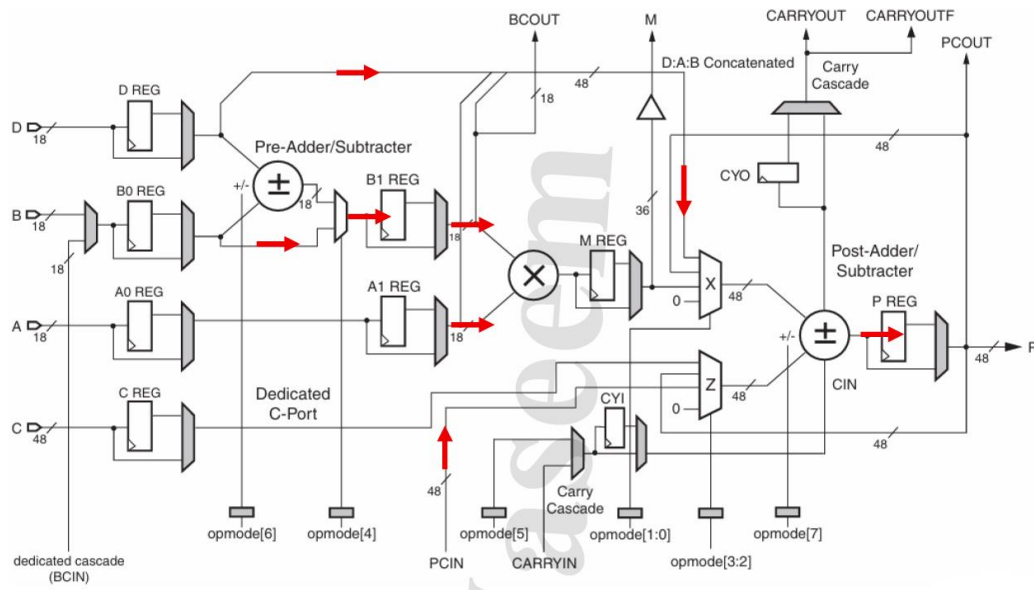 BCOUT
M
CARRYOUT
CARRYOUTF
PCOUT
D:A:B Concatenated
48
18
Carry
Cascade
D REG
D
18
Pre-Adder/Subtracter
48
CYO
B0 REG
+/-
±
18
B1 REG
36
B
18
18
18
M REG
Post-Adder/
Subtracter
×
X
48
0
A0 REG
A1 REG
P REG
A
18
18
+/-
±
48
P
C REG
Dedicated
C-Port
Z
48
CIN
0
CYI
C
48
48
48
Carry
Cascade
opmode[6]
opmode[4]
opmode[5]
opmode[1:0]
opmode[7]
dedicated cascade
(BCIN)
PCIN
CARRYIN
opmode[3:2]